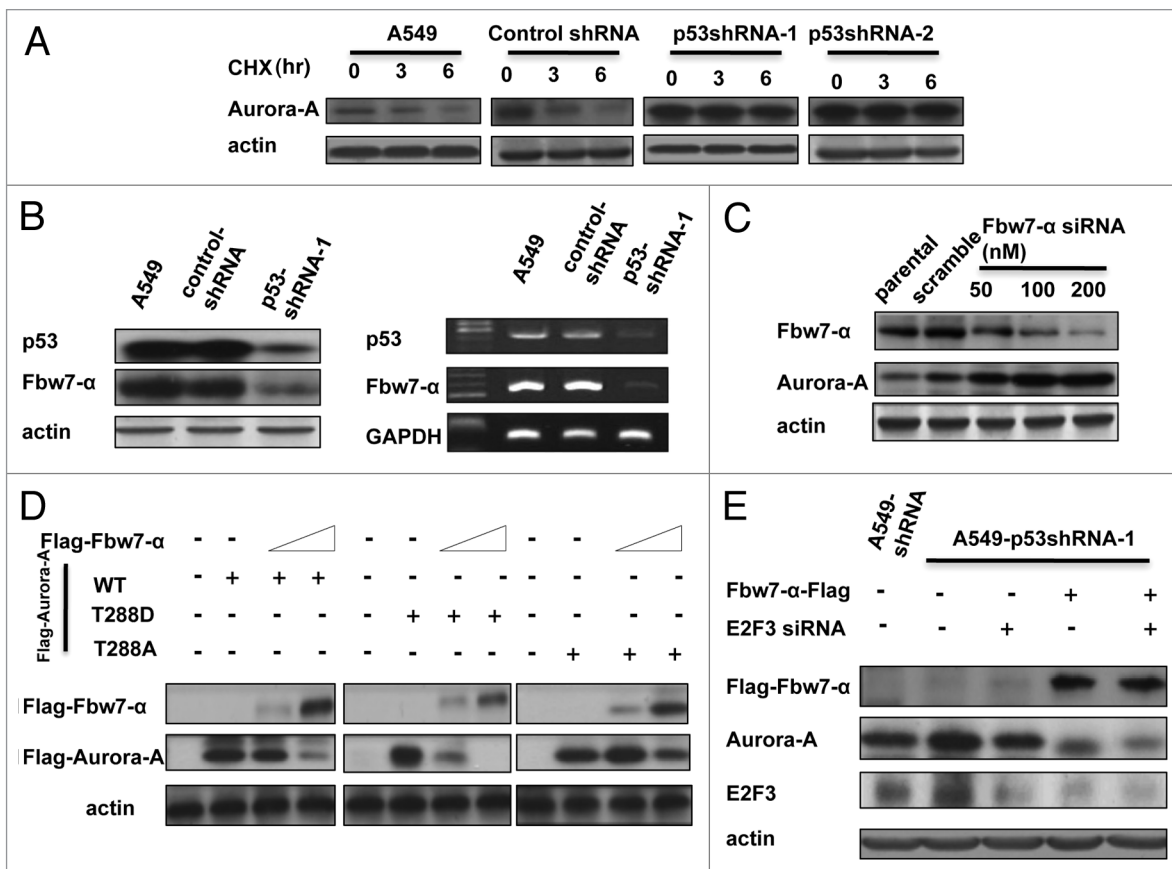 A
A549 Control shRNA p53shRNA-1 p53shRNA-2
CHX (hr) 0 3 6 0 3 6 0 3 6 0 3 6
Aurora-A
actin
B
A549 control-shRNA p53-shRNA-1
p53
Fbw7-α
actin
A549 control-shRNA p53-shRNA-1
p53
Fbw7-α
GAPDH
C
parental scramble Fbw7-α siRNA
(nM)
50 100 200
Fbw7-α
Aurora-A
actin
D
Flag-Fbw7-α - - - - - -
Flag-Aurora-A
WT - + + + - - - - - - - -
T288D - - - - - + + + - - - -
T288A - - - - - - - - - + + +
Flag-Fbw7-α
Flag-Aurora-A
actin
E
A549-shRNA A549-p53shRNA-1
Fbw7-α-Flag - - - + +
E2F3 siRNA - - + - +
Flag-Fbw7-α
Aurora-A
E2F3
actin